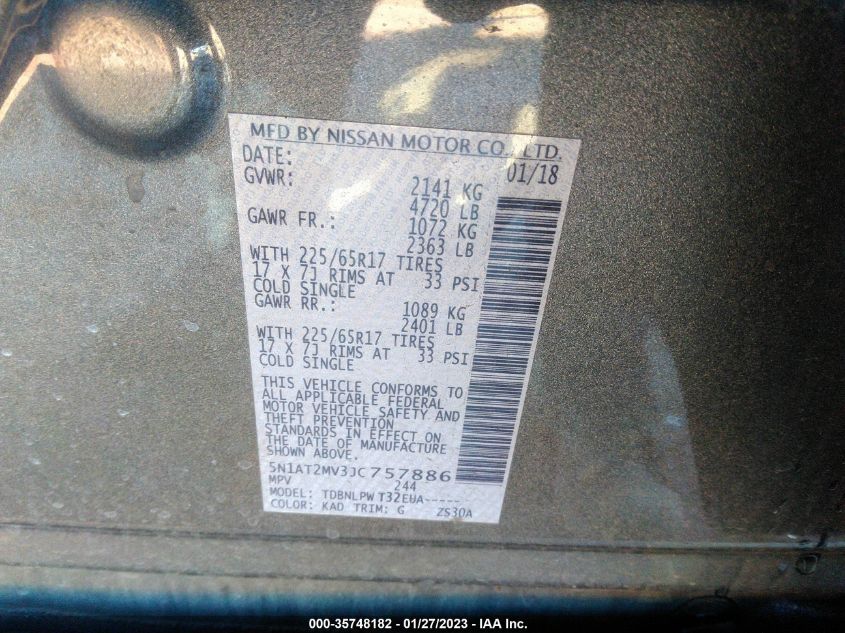 MFD BY NISSAN MOTOR CO., LTD.
DATE: 01/18
GVWR: 2141 KG
4720 LB
GAWR FR.: 1072 KG
2363 LB
WITH 225/65R17 TIRES
17 X 7J RIMS AT 33 PSI
COLD SINGLE
GAWR RR.: 1089 KG
2401 LB
WITH 225/65R17 TIRES
17 X 7J RIMS AT 33 PSI
COLD SINGLE
THIS VEHICLE CONFORMS TO
ALL APPLICABLE FEDERAL
MOTOR VEHICLE SAFETY AND
THEFT PREVENTION
STANDARDS IN EFFECT ON
THE DATE OF MANUFACTURE
SHOWN ABOVE.
5N1AT2MV3JC757886
MPV 244
MODEL: TDBNLPW T32EUA-----
COLOR: KAD TRIM: G ZS30A
000-35748182 - 01/27/2023 - IAA Inc.